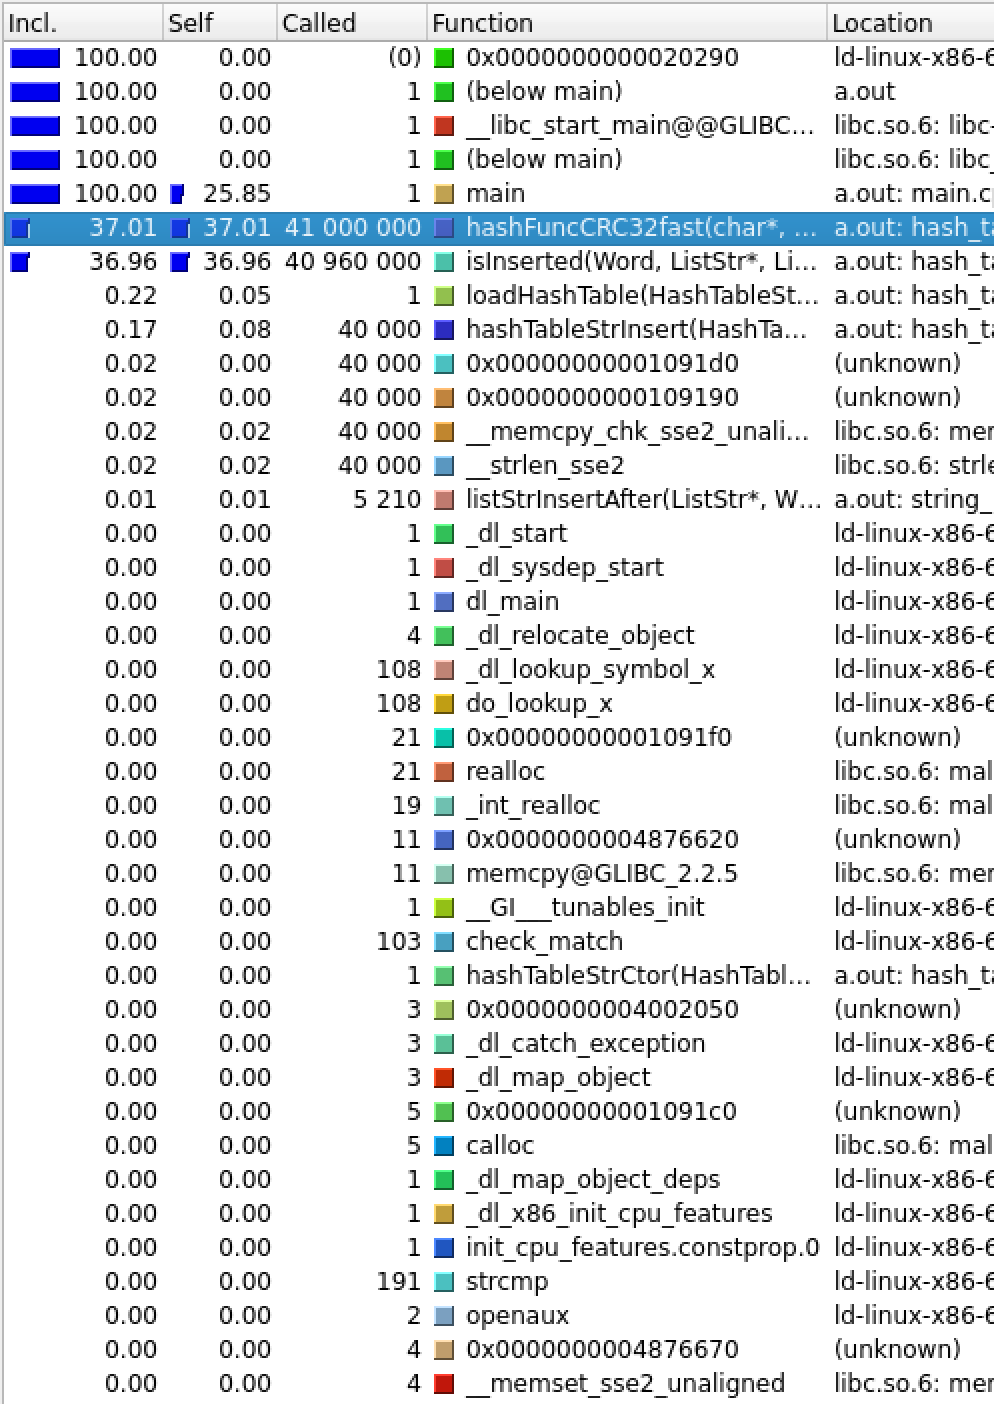 Incl. Self Called Function Location
100.00 0.00 (0) 0x0000000000020290 ld-linux-x86-6
100.00 0.00 1 (below main) a.out
100.00 0.00 1 __libc_start_main@@GLIBC... libc.so.6: libc-
100.00 0.00 1 (below main) libc.so.6: libc_
100.00 25.85 1 main a.out: main.c
37.01 37.01 41 000 000 hashFuncCRC32fast(char*, ... a.out: hash_ta
36.96 36.96 40 960 000 isInserted(Word, ListStr*, Li... a.out: hash_ta
0.22 0.05 1 loadHashTable(HashTableSt... a.out: hash_ta
0.17 0.08 40 000 hashTableStrInsert(HashTa... a.out: hash_ta
0.02 0.00 40 000 0x00000000001091d0 (unknown)
0.02 0.00 40 000 0x0000000000109190 (unknown)
0.02 0.02 40 000 __memcpy_chk_sse2_unali... libc.so.6: mer
0.02 0.02 40 000 __strlen_sse2 libc.so.6: strle
0.01 0.01 5 210 listStrInsertAfter(ListStr*, W... a.out: string_
0.00 0.00 1 _dl_start ld-linux-x86-6
0.00 0.00 1 _dl_sysdep_start ld-linux-x86-6
0.00 0.00 1 dl_main ld-linux-x86-6
0.00 0.00 4 _dl_relocate_object ld-linux-x86-6
0.00 0.00 108 _dl_lookup_symbol_x ld-linux-x86-6
0.00 0.00 108 do_lookup_x ld-linux-x86-6
0.00 0.00 21 0x00000000001091f0 (unknown)
0.00 0.00 21 realloc libc.so.6: mal
0.00 0.00 19 _int_realloc libc.so.6: mal
0.00 0.00 11 0x0000000004876620 (unknown)
0.00 0.00 11 memcpy@GLIBC_2.2.5 libc.so.6: mer
0.00 0.00 1 __GI___tunables_init ld-linux-x86-6
0.00 0.00 103 check_match ld-linux-x86-6
0.00 0.00 1 hashTableStrCtor(HashTabl... a.out: hash_ta
0.00 0.00 3 0x0000000004002050 (unknown)
0.00 0.00 3 _dl_catch_exception ld-linux-x86-6
0.00 0.00 3 _dl_map_object ld-linux-x86-6
0.00 0.00 5 0x00000000001091c0 (unknown)
0.00 0.00 5 calloc libc.so.6: mal
0.00 0.00 1 _dl_map_object_deps ld-linux-x86-6
0.00 0.00 1 _dl_x86_init_cpu_features ld-linux-x86-6
0.00 0.00 1 init_cpu_features.constprop.0 ld-linux-x86-6
0.00 0.00 191 strcmp ld-linux-x86-6
0.00 0.00 2 openaux ld-linux-x86-6
0.00 0.00 4 0x0000000004876670 (unknown)
0.00 0.00 4 __memset_sse2_unaligned libc.so.6: mer